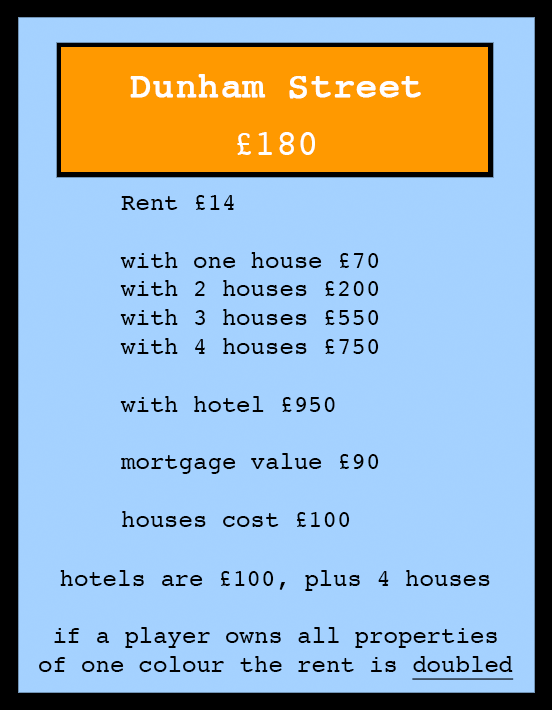 Dunham Street
£180
Rent £14
with one house £70
with 2 houses £200
with 3 houses £550
with 4 houses £750
with hotel £950
mortgage value £90
houses cost £100
hotels are £100, plus 4 houses
if a player owns all properties
of one colour the rent is doubled